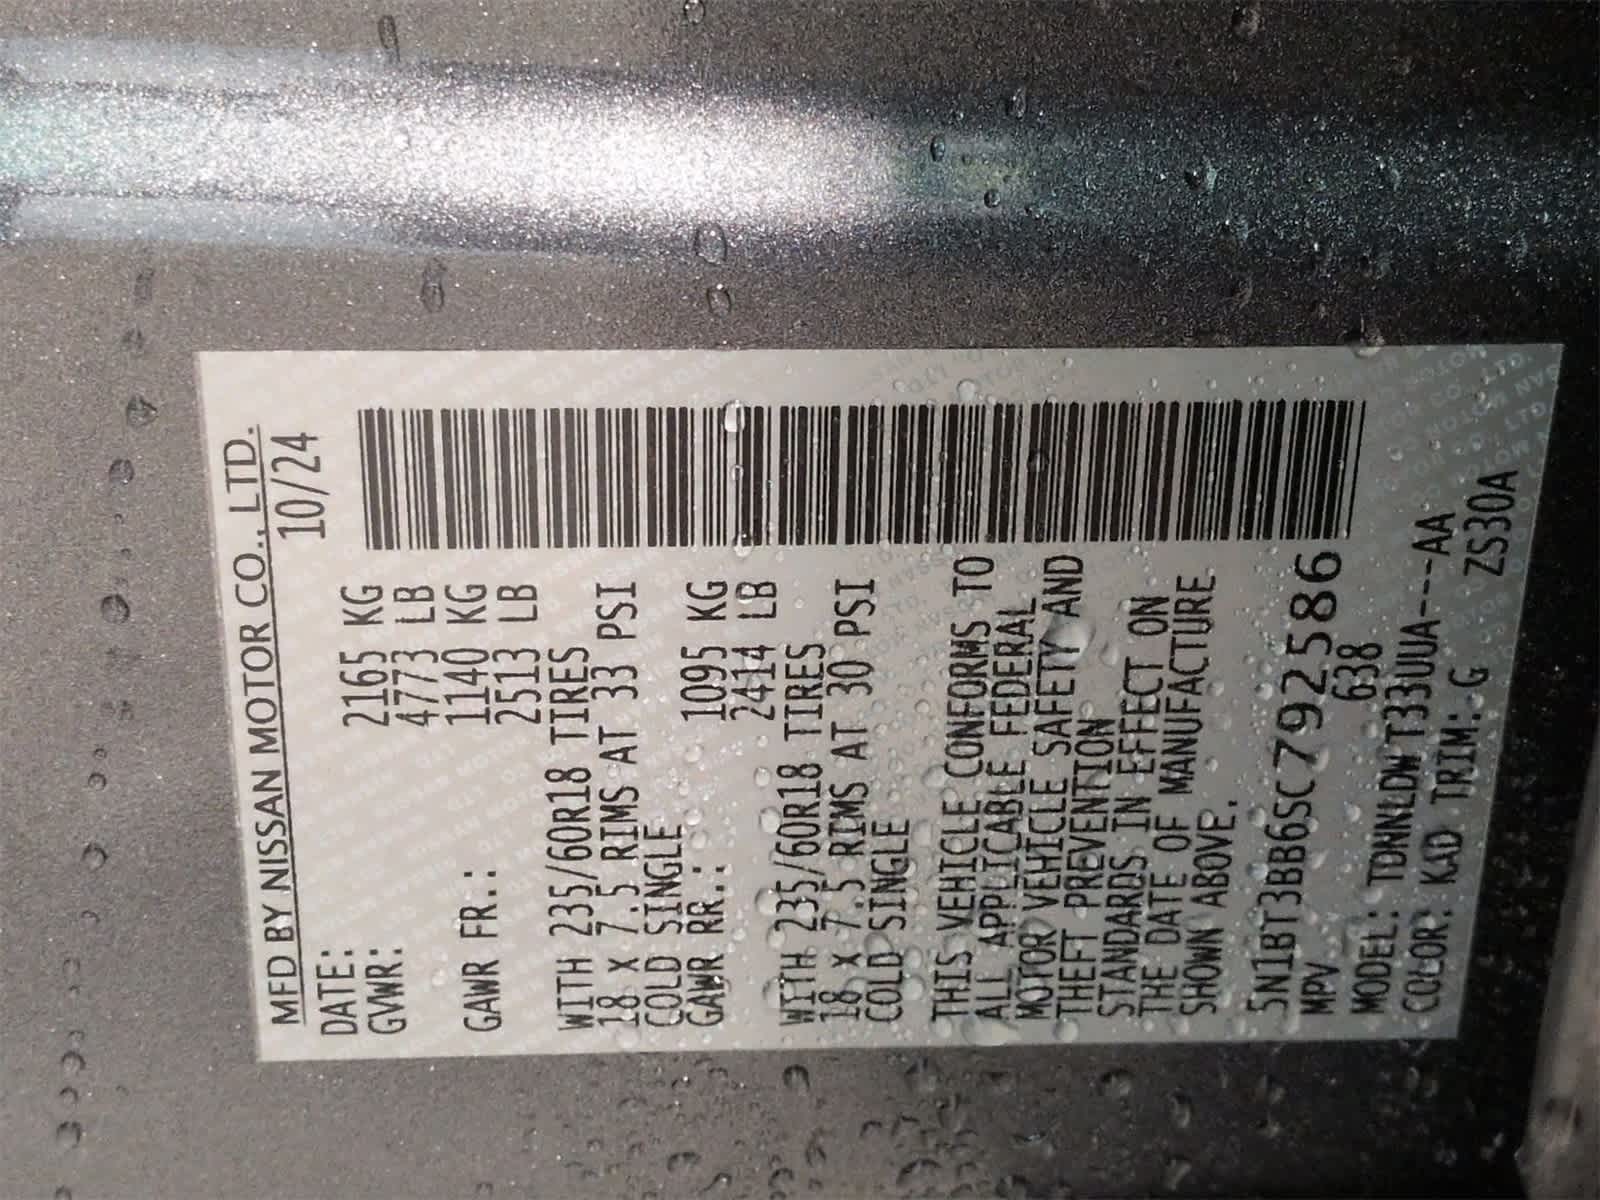 MFD BY NISSAN MOTOR CO., LTD.
DATE: 10/24
GVWR: 2165 KG
4773 LB
GAWR FR.: 1140 KG
2513 LB
WITH 235/60R18 TIRES
18 X 7.5 RIMS AT 33 PSI
COLD SINGLE
GAWR RR.: 1095 KG
2414 LB
WITH 235/60R18 TIRES
18 X 7.5 RIMS AT 30 PSI
COLD SINGLE
THIS VEHICLE CONFORMS TO
ALL APPLICABLE FEDERAL
MOTOR VEHICLE SAFETY AND
THEFT PREVENTION
STANDARDS IN EFFECT ON
THE DATE OF MANUFACTURE
SHOWN ABOVE.
5N1BT3BB6SC792586
MPV 638
MODEL: TDNNLDW T33UUA---AA
COLOR: KAD TRIM: G ZS30A